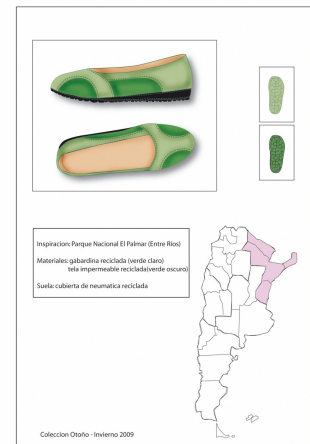 Inspiracion: Parque Nacional El Palmar (Entre Rios)
Materiales: gabardina reciclada (verde claro)
tela impermeable reciclada(verde oscuro)
Suela: cubierta de neumatica reciclada
Coleccion Otoño - Invierno 2009